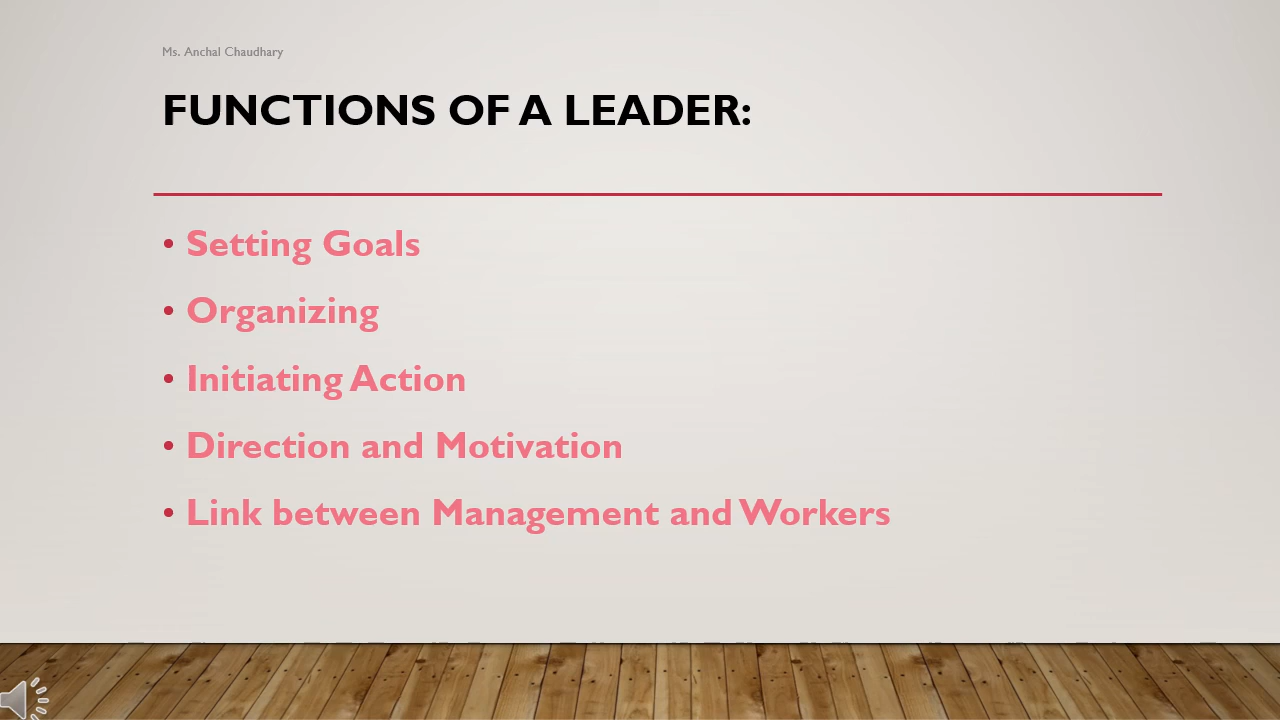 Ms. Anchal Chaudhary
FUNCTIONS OF A LEADER:
• Setting Goals
• Organizing
• Initiating Action
• Direction and Motivation
• Link between Management and Workers